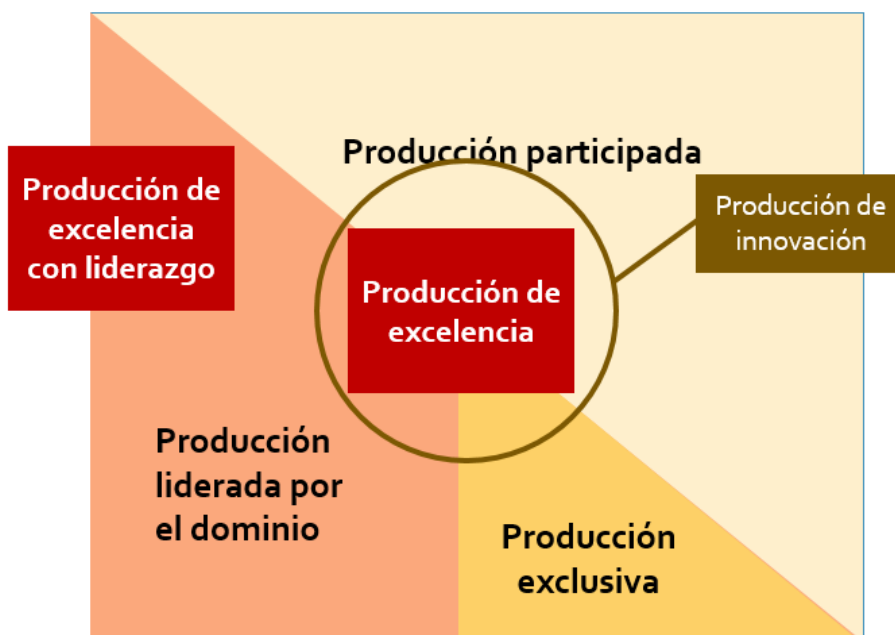 Producción participada
Producción de
excelencia
con liderazgo
Producción de
innovación
Producción de
excelencia
Producción
liderada por
el dominio
Producción
exclusiva